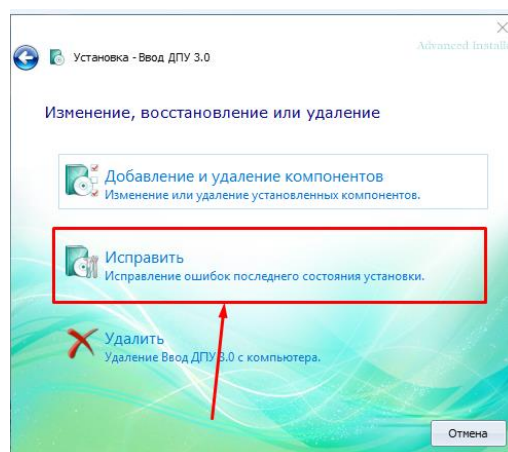 Advanced Install
Установка - Ввод ДПУ 3.0
Изменение, восстановление или удаление
Добавление и удаление компонентов
Изменение или удаление установленных компонентов.
Исправить
Исправление ошибок последнего состояния установки.
Удалить
Удаление Ввод ДПУ 3.0 с компьютера.
Отмена